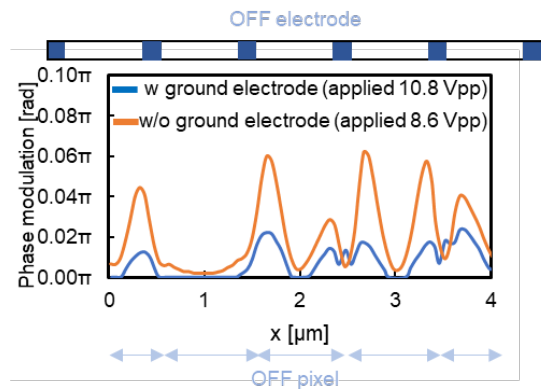 OFF electrode
Phase modulation [rad]
0.10π
0.08π
0.06π
0.04π
0.02π
0.00π
w ground electrode (applied 10.8 Vpp)
w/o ground electrode (applied 8.6 Vpp)
0 1 2 3 4
x [μm]
OFF pixel